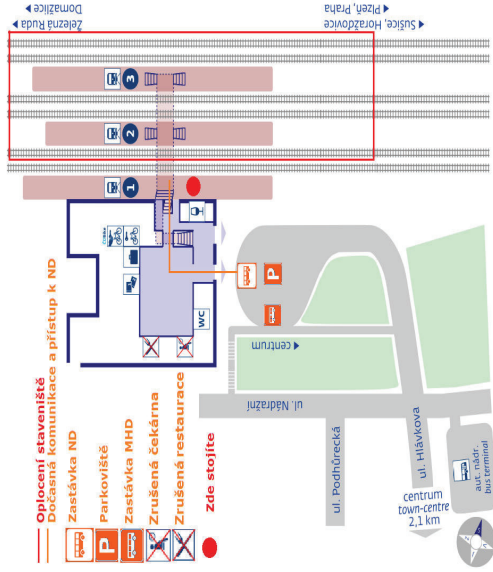 Domažlice
Železná Ruda
Plzeň, Praha
Sušice, Horažďovice
3
2
1
WC
P
centrum
ul. Nádražní
ul. Podhůrecká
ul. Hlávkova
centrum
town-centre
2,1 km
aut. nádr.
bus terminal
Oplocení staveniště
Dočasná komunikace a přístup k ND
Zastávka ND
P Parkoviště
Zastávka MHD
Zrušená čekárna
Zrušená restaurace
Zde stojíte